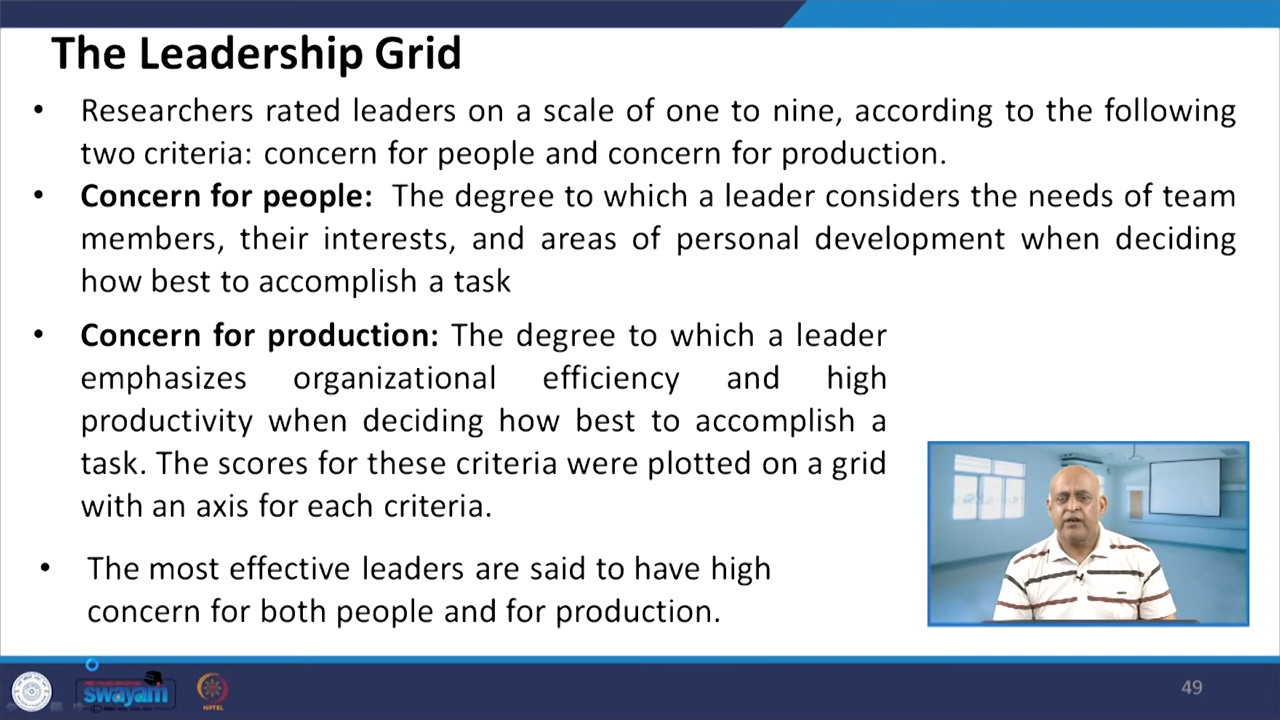 The Leadership Grid
• Researchers rated leaders on a scale of one to nine, according to the following
two criteria: concern for people and concern for production.
• Concern for people: The degree to which a leader considers the needs of team
members, their interests, and areas of personal development when deciding
how best to accomplish a task
• Concern for production: The degree to which a leader
emphasizes organizational efficiency and high
productivity when deciding how best to accomplish a
task. The scores for these criteria were plotted on a grid
with an axis for each criteria.
• The most effective leaders are said to have high
concern for both people and for production.
swayam
NPTEL
49